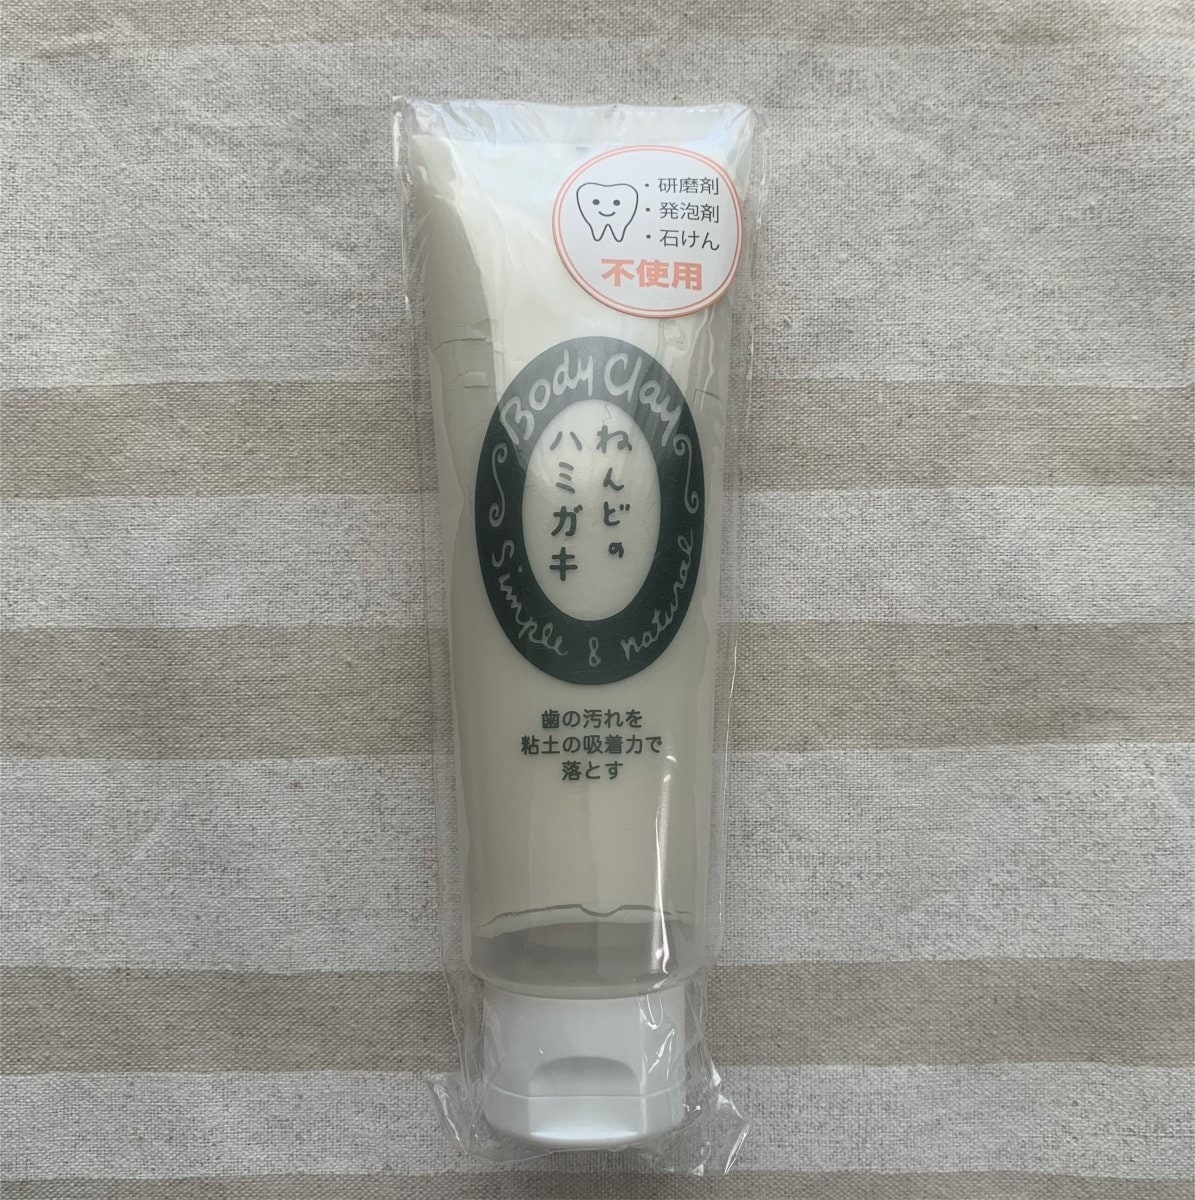 ・研磨剤
・発泡剤
・石けん
不使用
Body Clay
ねんどの
ハミガキ
Simple & natural
歯の汚れを
粘土の吸着力で
落とす